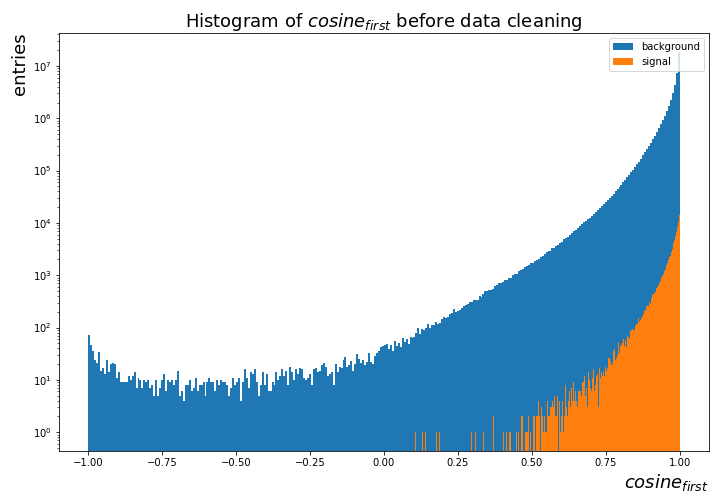 Histogram of cosine_first before data cleaning
entries
background
signal
10^7
10^6
10^5
10^4
10^3
10^2
10^1
10^0
−1.00 −0.75 −0.50 −0.25 0.00 0.25 0.50 0.75 1.00
cosine_first